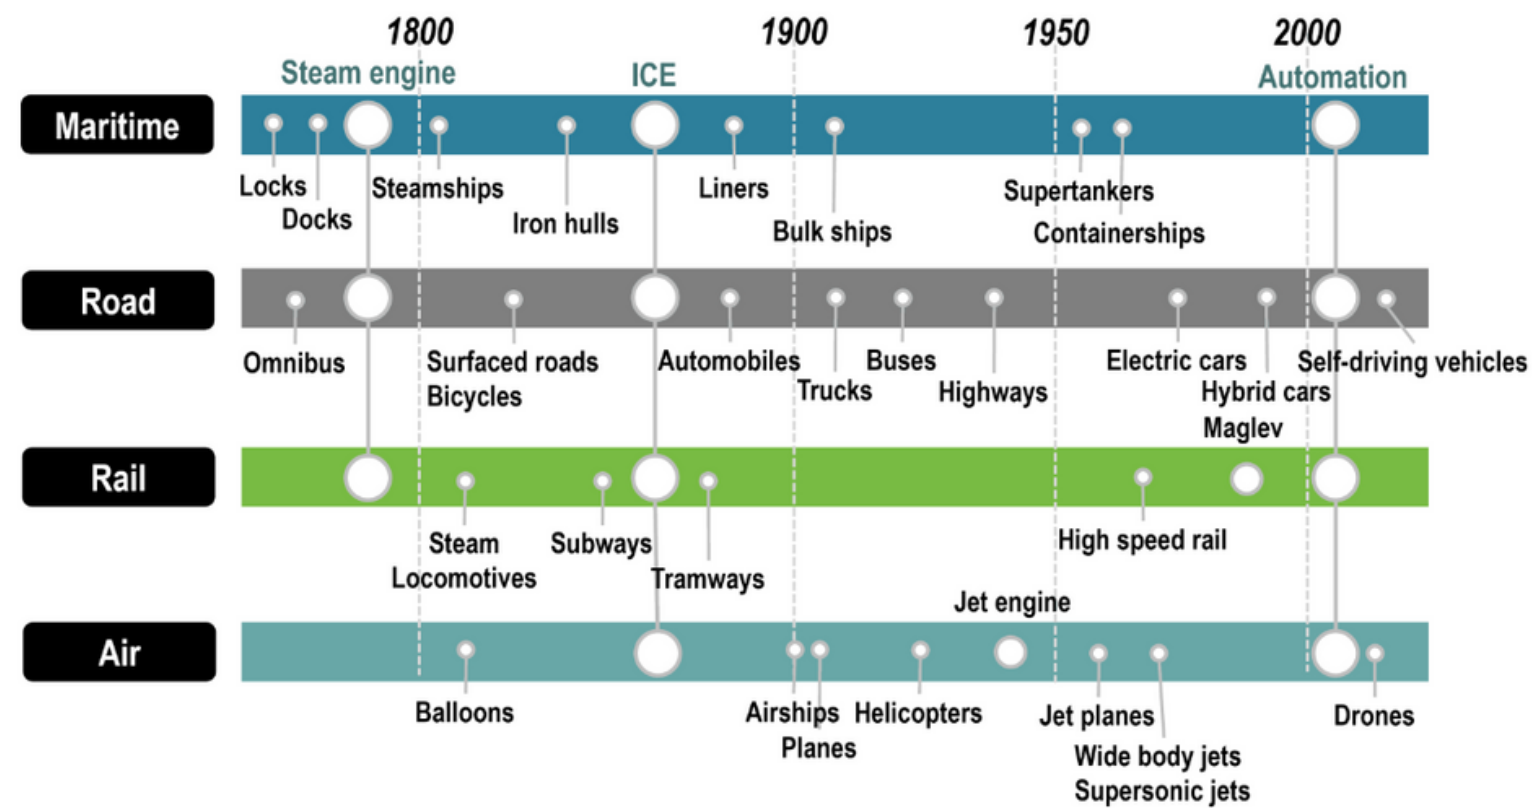 1800
1900
1950
2000
Steam engine
ICE
Automation
Maritime
Locks
Docks
Steamships
Iron hulls
Liners
Bulk ships
Supertankers
Containerships
Road
Omnibus
Surfaced roads
Bicycles
Automobiles
Trucks
Buses
Highways
Electric cars
Hybrid cars
Self-driving vehicles
Maglev
Rail
Steam
Locomotives
Subways
Tramways
High speed rail
Jet engine
Air
Balloons
Airships
Planes
Helicopters
Jet planes
Wide body jets
Supersonic jets
Drones